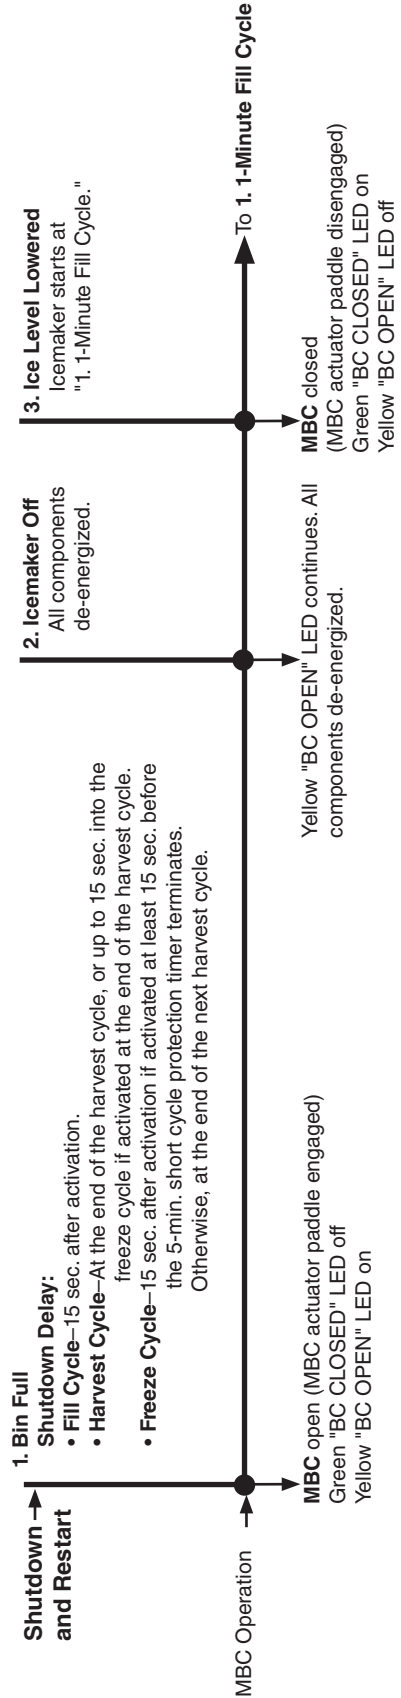 Shutdown
and Restart
1. Bin Full
Shutdown Delay:
• Fill Cycle–15 sec. after activation.
• Harvest Cycle–At the end of the harvest cycle, or up to 15 sec. into the
freeze cycle if activated at the end of the harvest cycle.
• Freeze Cycle–15 sec. after activation if activated at least 15 sec. before
the 5-min. short cycle protection timer terminates.
Otherwise, at the end of the next harvest cycle.
2. Icemaker Off
All components
de-energized.
3. Ice Level Lowered
Icemaker starts at
"1. 1-Minute Fill Cycle."
MBC Operation
To 1. 1-Minute Fill Cycle
MBC open (MBC actuator paddle engaged)
Green "BC CLOSED" LED off
Yellow "BC OPEN" LED on
Yellow "BC OPEN" LED continues. All
components de-energized.
MBC closed
(MBC actuator paddle disengaged)
Green "BC CLOSED" LED on
Yellow "BC OPEN" LED off